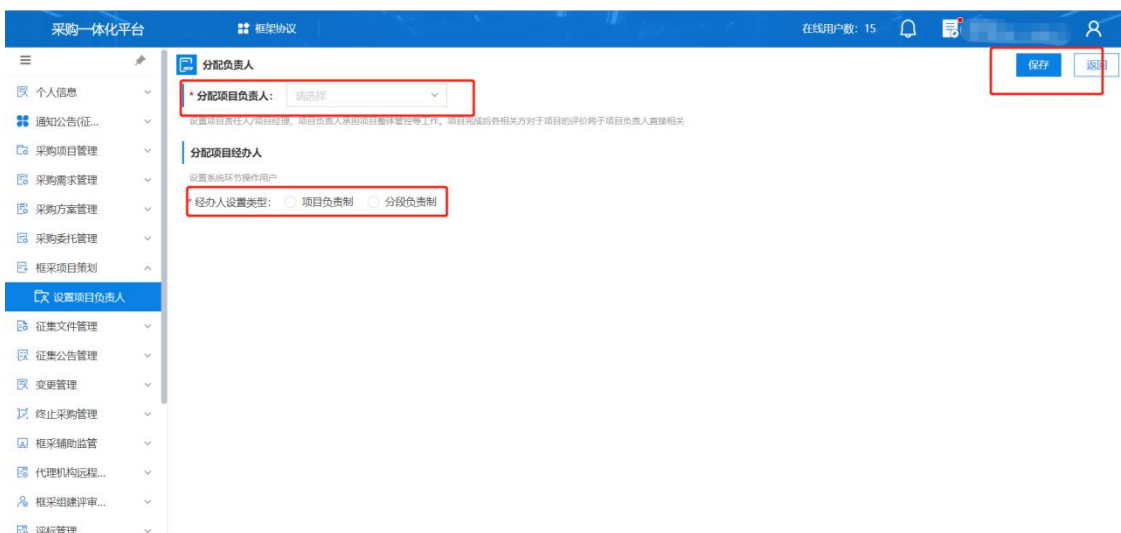 采购一体化平台
框架协议
在线用户数：15
分配负责人
保存
返回
个人信息
通知公告(征...
采购项目管理
采购需求管理
采购方案管理
采购委托管理
框采项目策划
设置项目负责人
征集文件管理
征集公告管理
变更管理
终止采购管理
框采辅助监管
代理机构远程...
框采组建评审...
评标管理
* 分配项目负责人： 请选择
设置项目责任人/项目经理，项目负责人承担项目整体管控等工作。项目完成后各相关方对于项目的评价将于项目负责人直接相关
分配项目经办人
设置系统环节操作用户
* 经办人设置类型： 项目负责制 分段负责制